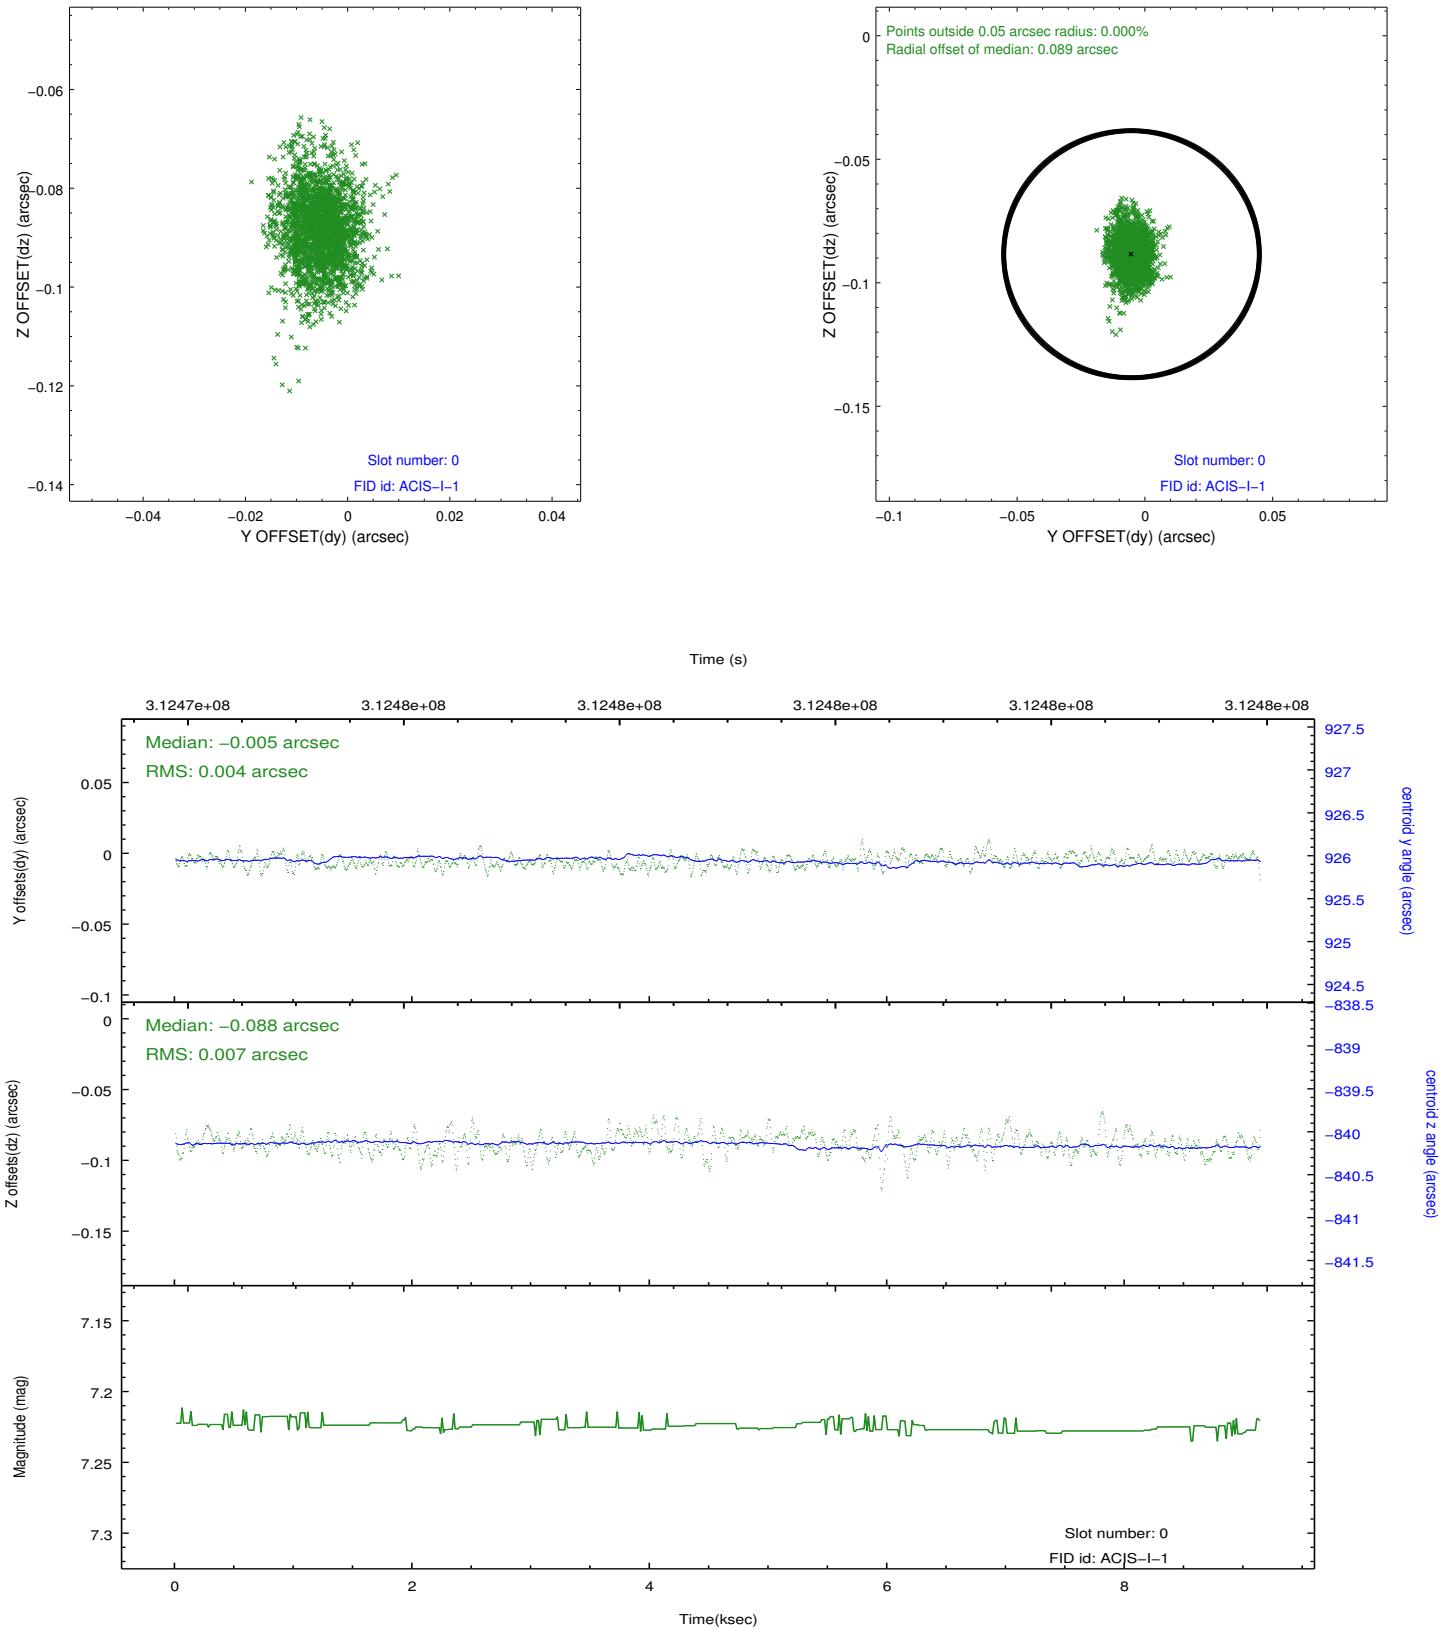 −0.06
−0.08
−0.1
−0.12
−0.14
Z OFFSET(dz) (arcsec)
Slot number: 0
FID id: ACIS−I−1
−0.04
−0.02
0
0.02
0.04
Y OFFSET(dy) (arcsec)
Points outside 0.05 arcsec radius: 0.000%
Radial offset of median: 0.089 arcsec
0
−0.05
−0.1
−0.15
Z OFFSET(dz) (arcsec)
Slot number: 0
FID id: ACIS−I−1
−0.1
−0.05
0
0.05
Y OFFSET(dy) (arcsec)
Time (s)
3.1247e+08
3.1248e+08
3.1248e+08
3.1248e+08
3.1248e+08
3.1248e+08
Median: −0.005 arcsec
RMS: 0.004 arcsec
0.05
0
−0.05
−0.1
Y offsets(dy) (arcsec)
927.5
927
926.5
926
925.5
925
924.5
centroid y angle (arcsec)
Median: −0.088 arcsec
RMS: 0.007 arcsec
0
−0.05
−0.1
−0.15
Z offsets(dz) (arcsec)
−838.5
−839
−839.5
−840
−840.5
−841
−841.5
centroid z angle (arcsec)
7.15
7.2
7.25
7.3
Magnitude (mag)
Slot number: 0
FID id: ACIS−I−1
0
2
4
6
8
Time(ksec)